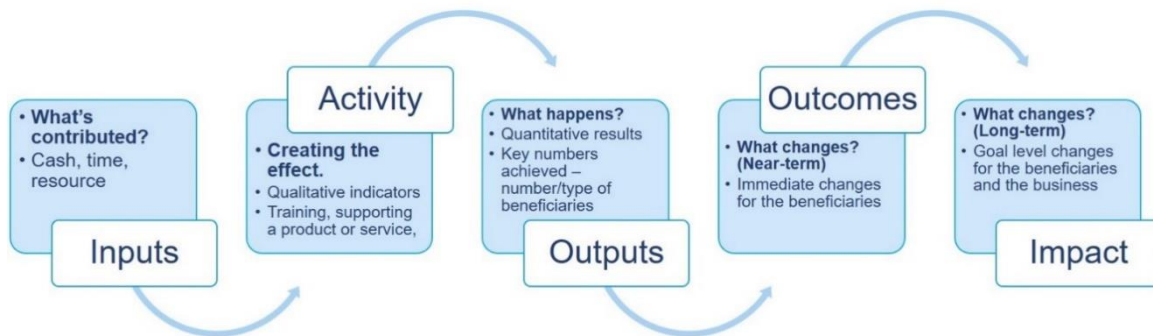 • What's
contributed?
• Cash, time,
resource
Inputs
Activity
• Creating the
effect.
• Qualitative indicators
• Training, supporting
a product or service,
• What happens?
• Quantitative results
• Key numbers
achieved –
number/type of
beneficiaries
Outputs
Outcomes
• What changes?
(Near-term)
• Immediate changes
for the beneficiaries
• What changes?
(Long-term)
• Goal level changes
for the beneficiaries
and the business
Impact